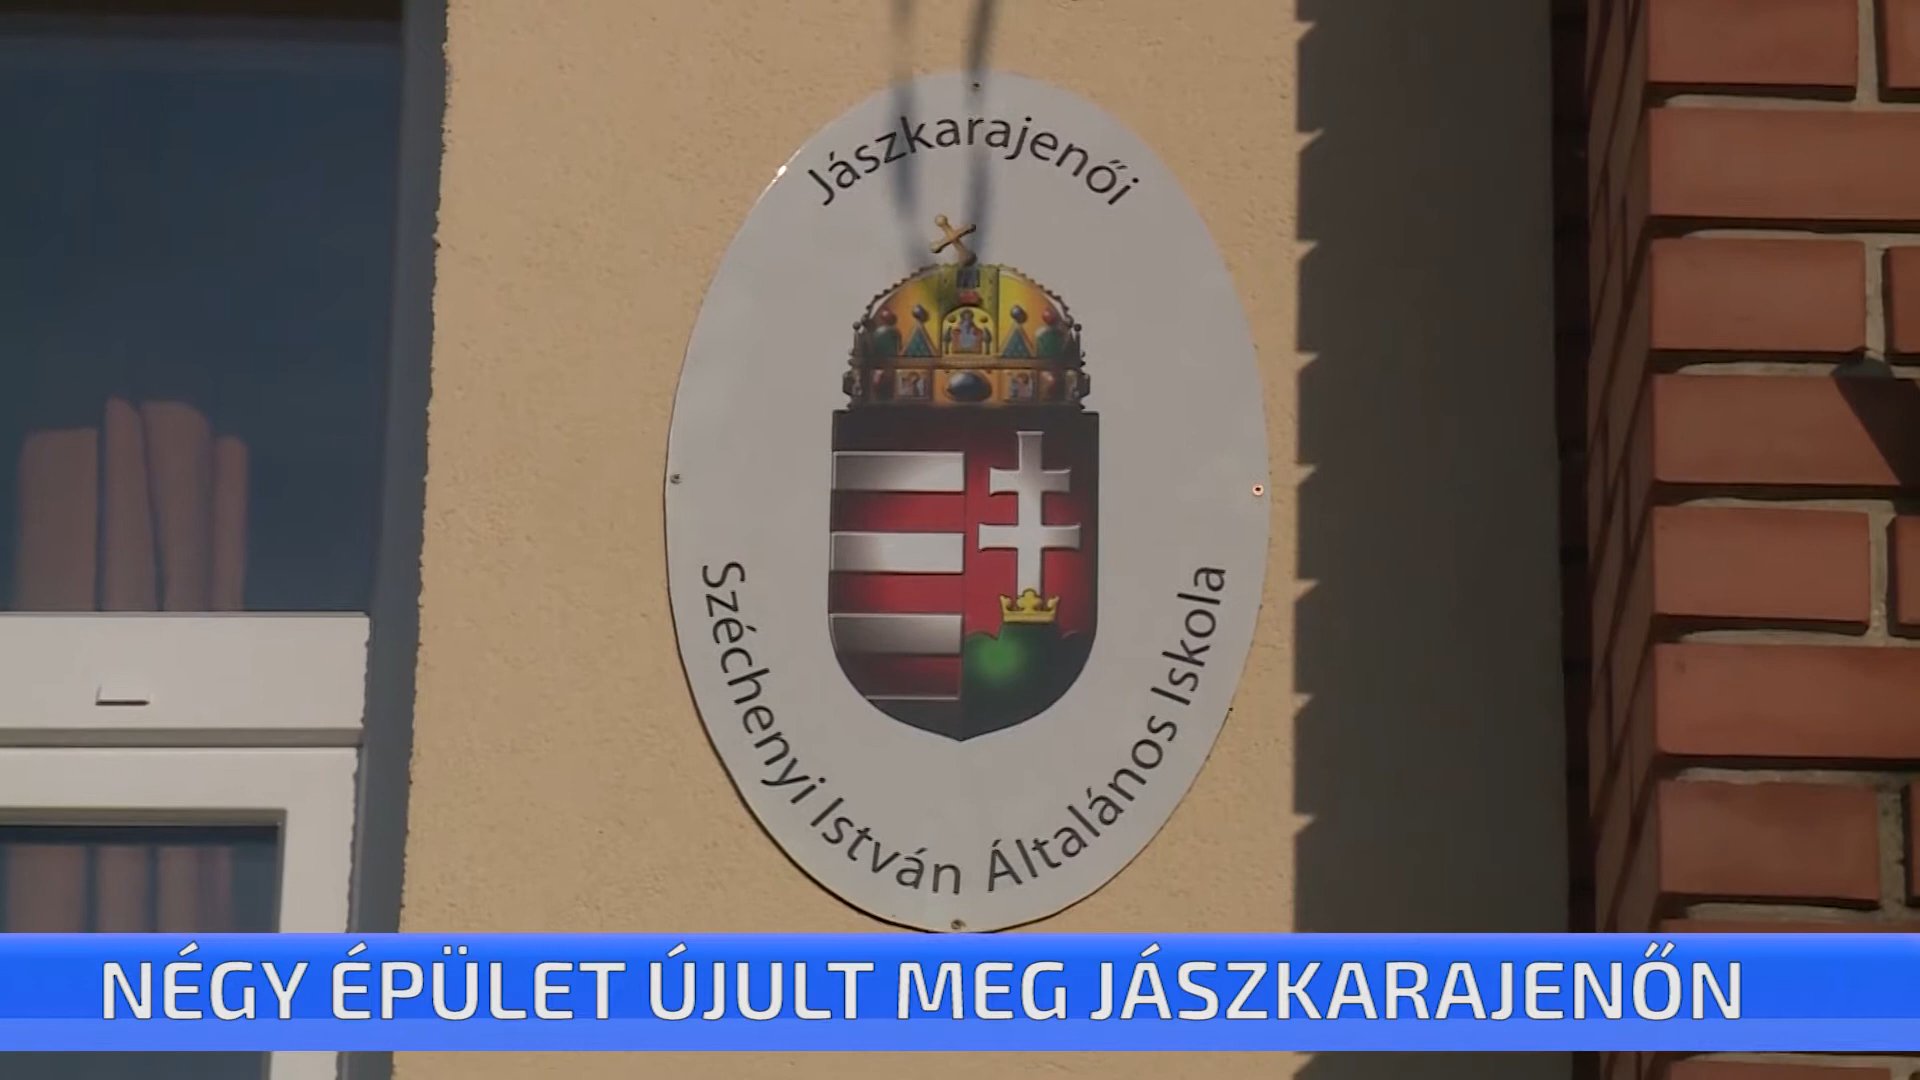 Jászkarajenői
Széchenyi István Általános Iskola
NÉGY ÉPÜLET ÚJULT MEG JÁSZKARAJENŐN